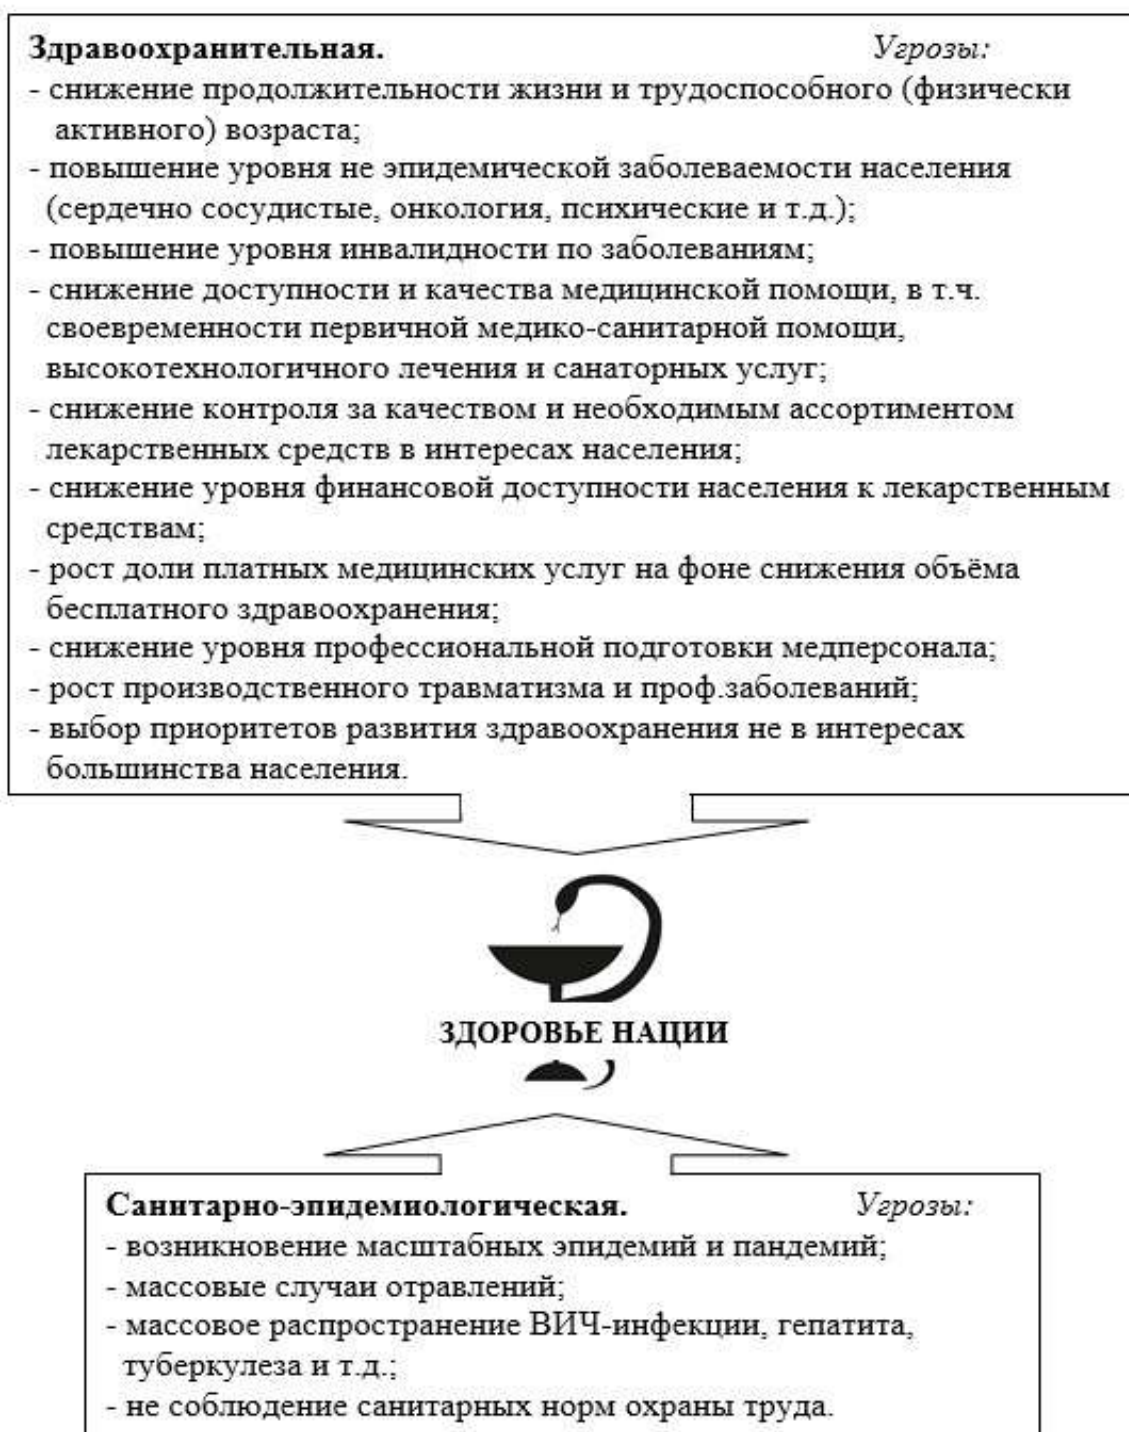 Здравоохранительная. Угрозы:
- снижение продолжительности жизни и трудоспособного (физически
активного) возраста;
- повышение уровня не эпидемической заболеваемости населения
(сердечно сосудистые, онкология, психические и т.д.);
- повышение уровня инвалидности по заболеваниям;
- снижение доступности и качества медицинской помощи, в т.ч.
своевременности первичной медико-санитарной помощи,
высокотехнологичного лечения и санаторных услуг;
- снижение контроля за качеством и необходимым ассортиментом
лекарственных средств в интересах населения;
- снижение уровня финансовой доступности населения к лекарственным
средствам;
- рост доли платных медицинских услуг на фоне снижения объёма
бесплатного здравоохранения;
- снижение уровня профессиональной подготовки медперсонала;
- рост производственного травматизма и проф.заболеваний;
- выбор приоритетов развития здравоохранения не в интересах
большинства населения.
ЗДОРОВЬЕ НАЦИИ
Санитарно-эпидемиологическая. Угрозы:
- возникновение масштабных эпидемий и пандемий;
- массовые случаи отравлений;
- массовое распространение ВИЧ-инфекции, гепатита,
туберкулеза и т.д.;
- не соблюдение санитарных норм охраны труда.